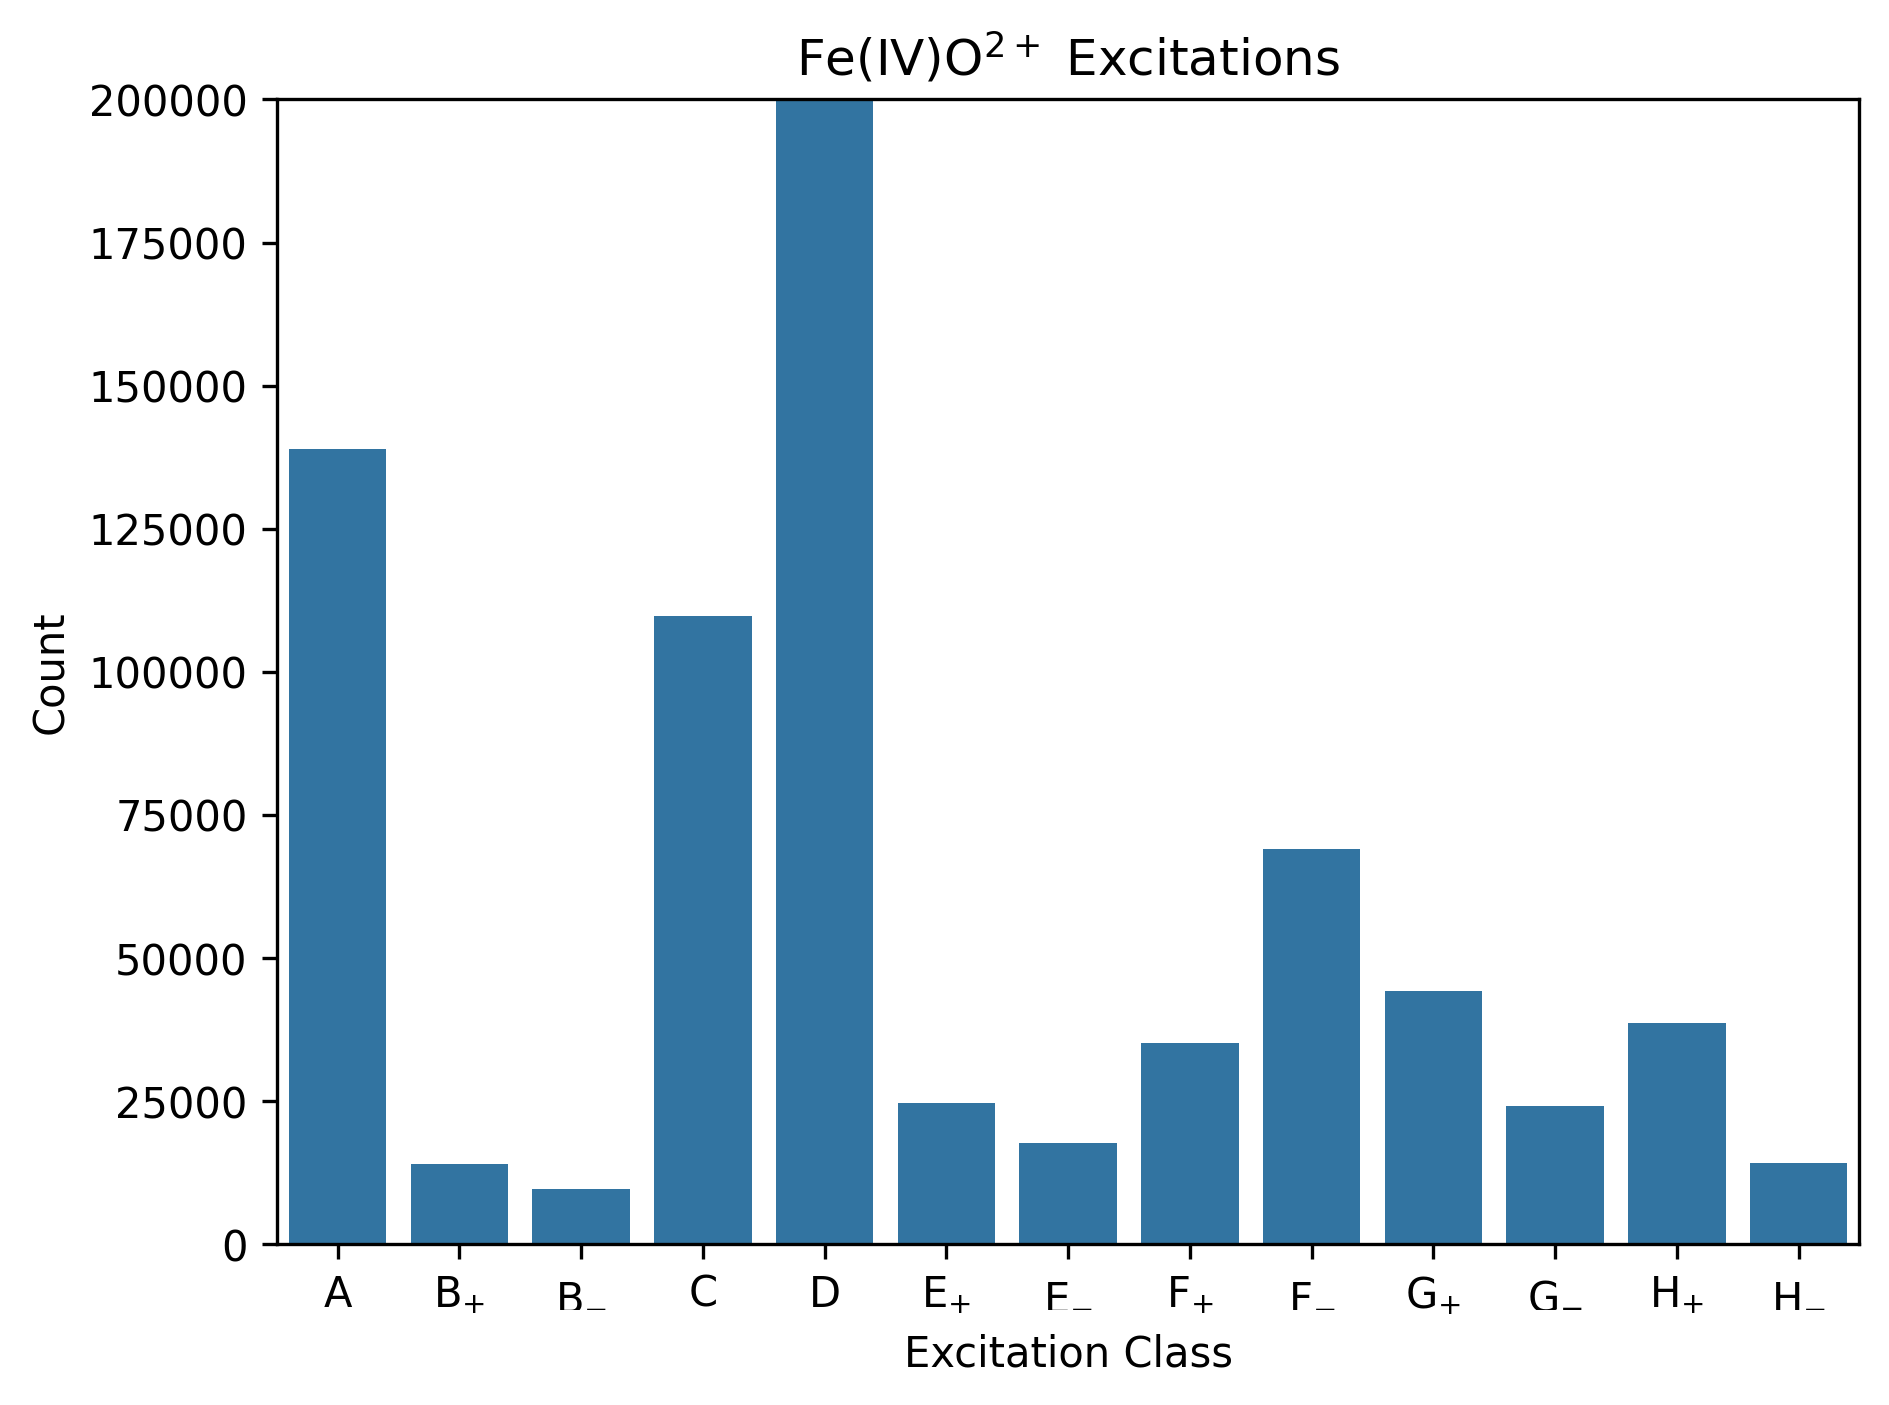 Fe(IV)O²⁺ Excitations
200000
175000
150000
125000
100000
75000
50000
25000
0
Count
A B₊ B₋ C D E₊ E₋ F₊ F₋ G₊ G₋ H₊ H₋
Excitation Class